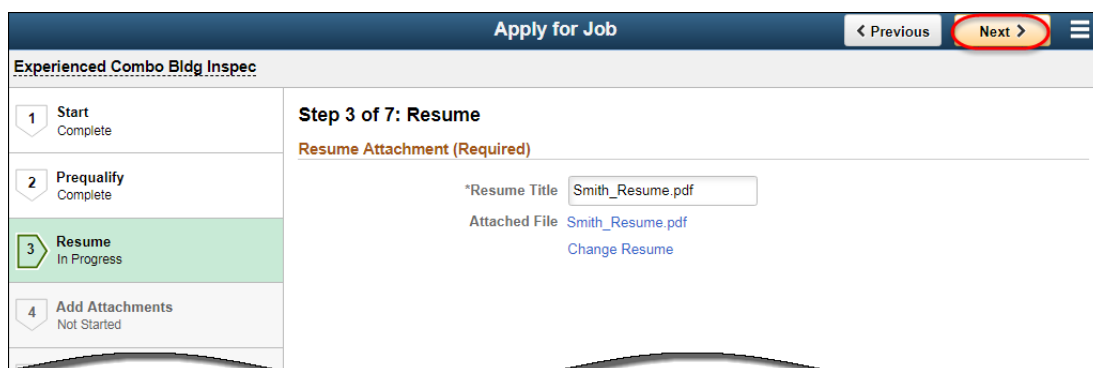 Apply for Job
Previous
Next
Experienced Combo Bldg Inspec
1
Start
Complete
2
Prequalify
Complete
3
Resume
In Progress
4
Add Attachments
Not Started
Step 3 of 7: Resume
Resume Attachment (Required)
*Resume Title Smith_Resume.pdf
Attached File Smith_Resume.pdf
Change Resume